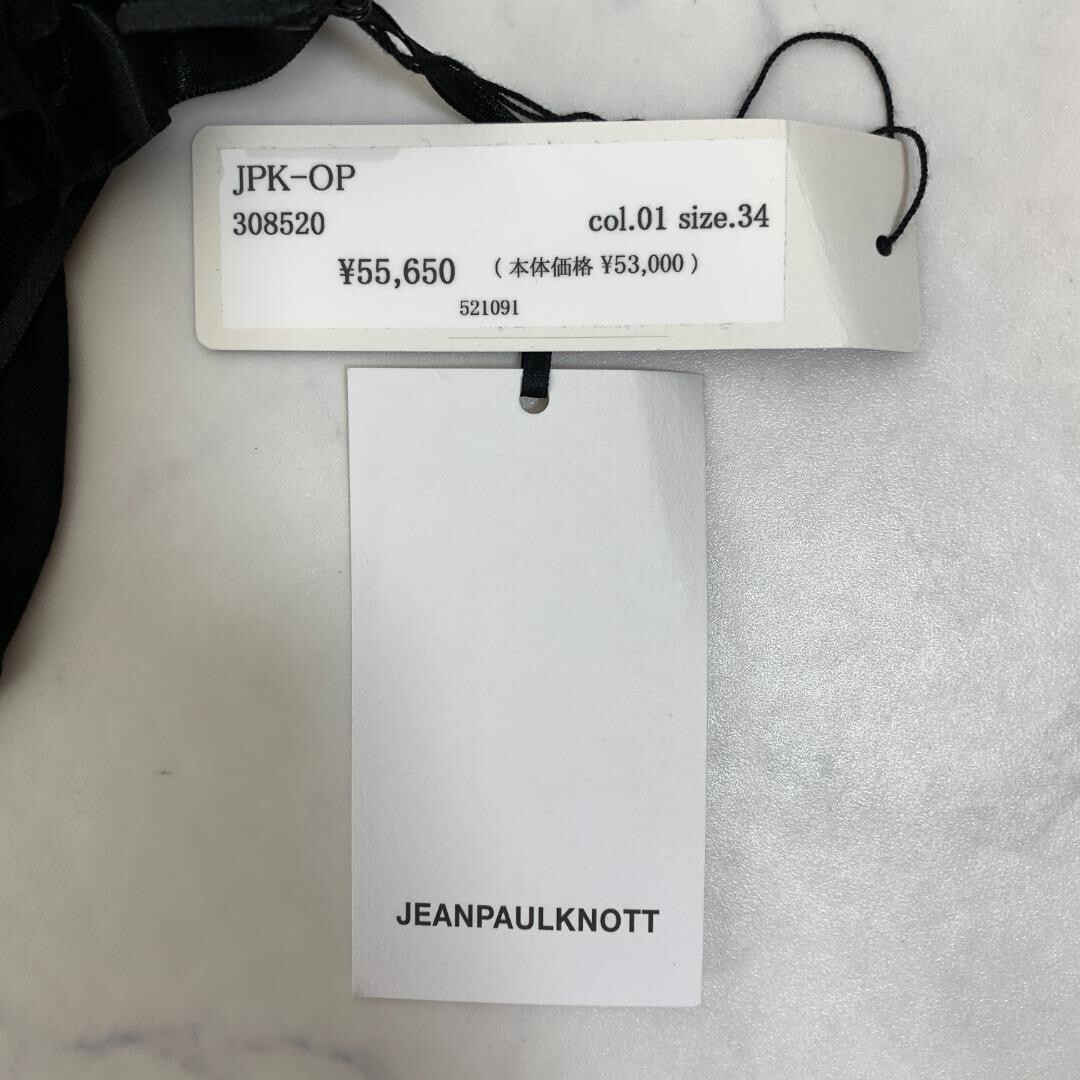 JPK-OP
308520 col.01 size.34
¥55,650 ( 本体価格 ¥53,000 )
521091
JEANPAULKNOTT